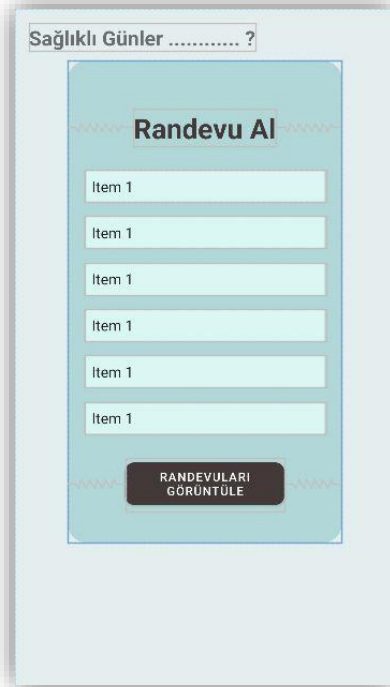 Sağlıklı Günler ............ ?
Randevu Al
Item 1
Item 1
Item 1
Item 1
Item 1
Item 1
RANDEVULARI
GÖRÜNTÜLE